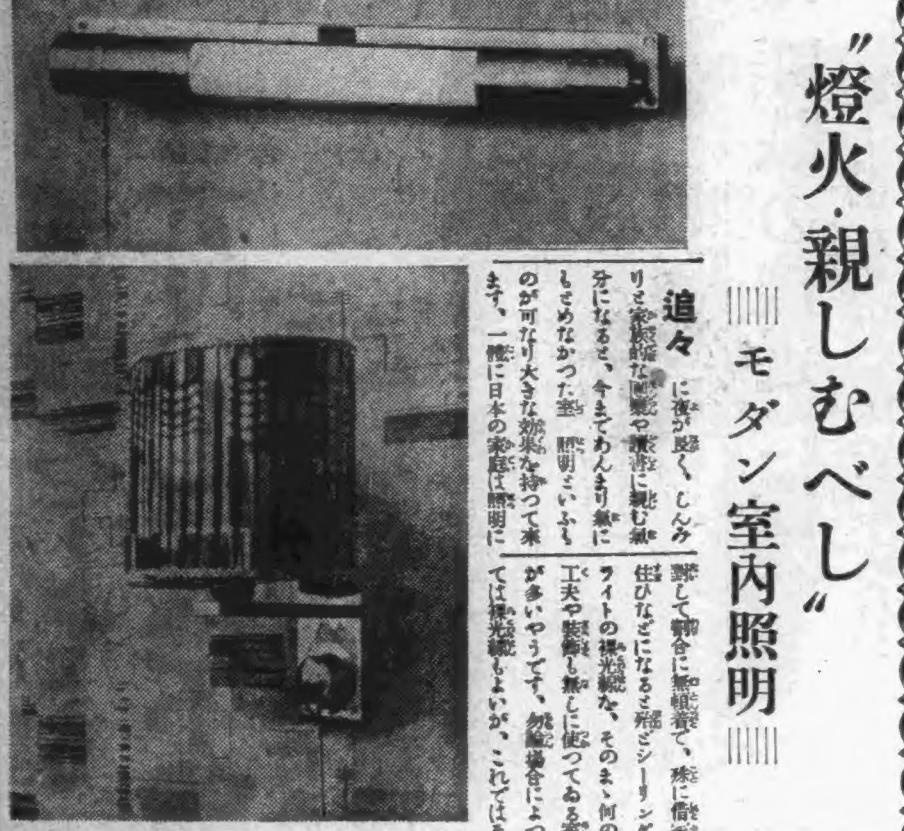 〝燈火・親しむべし〟
モダン室内照明
追々に夜が長く、しんみ
りと家族的な團欒や讀書に親む氣
分になると、今まであんまり氣に
もとめなかつた室　照明といふも
のが可なり大きな効果を持つて來
ます、一體に日本の家庭は照明に
對して割合に無頓着で、殊に借家
住ひなどになると殆どシーリング
ライトの裸光線を、そのまゝ何の
工夫や裝飾も無しに使つてゐる家
が多いやうです、勿論場合によつ
ては裸光線もよいが、これでは